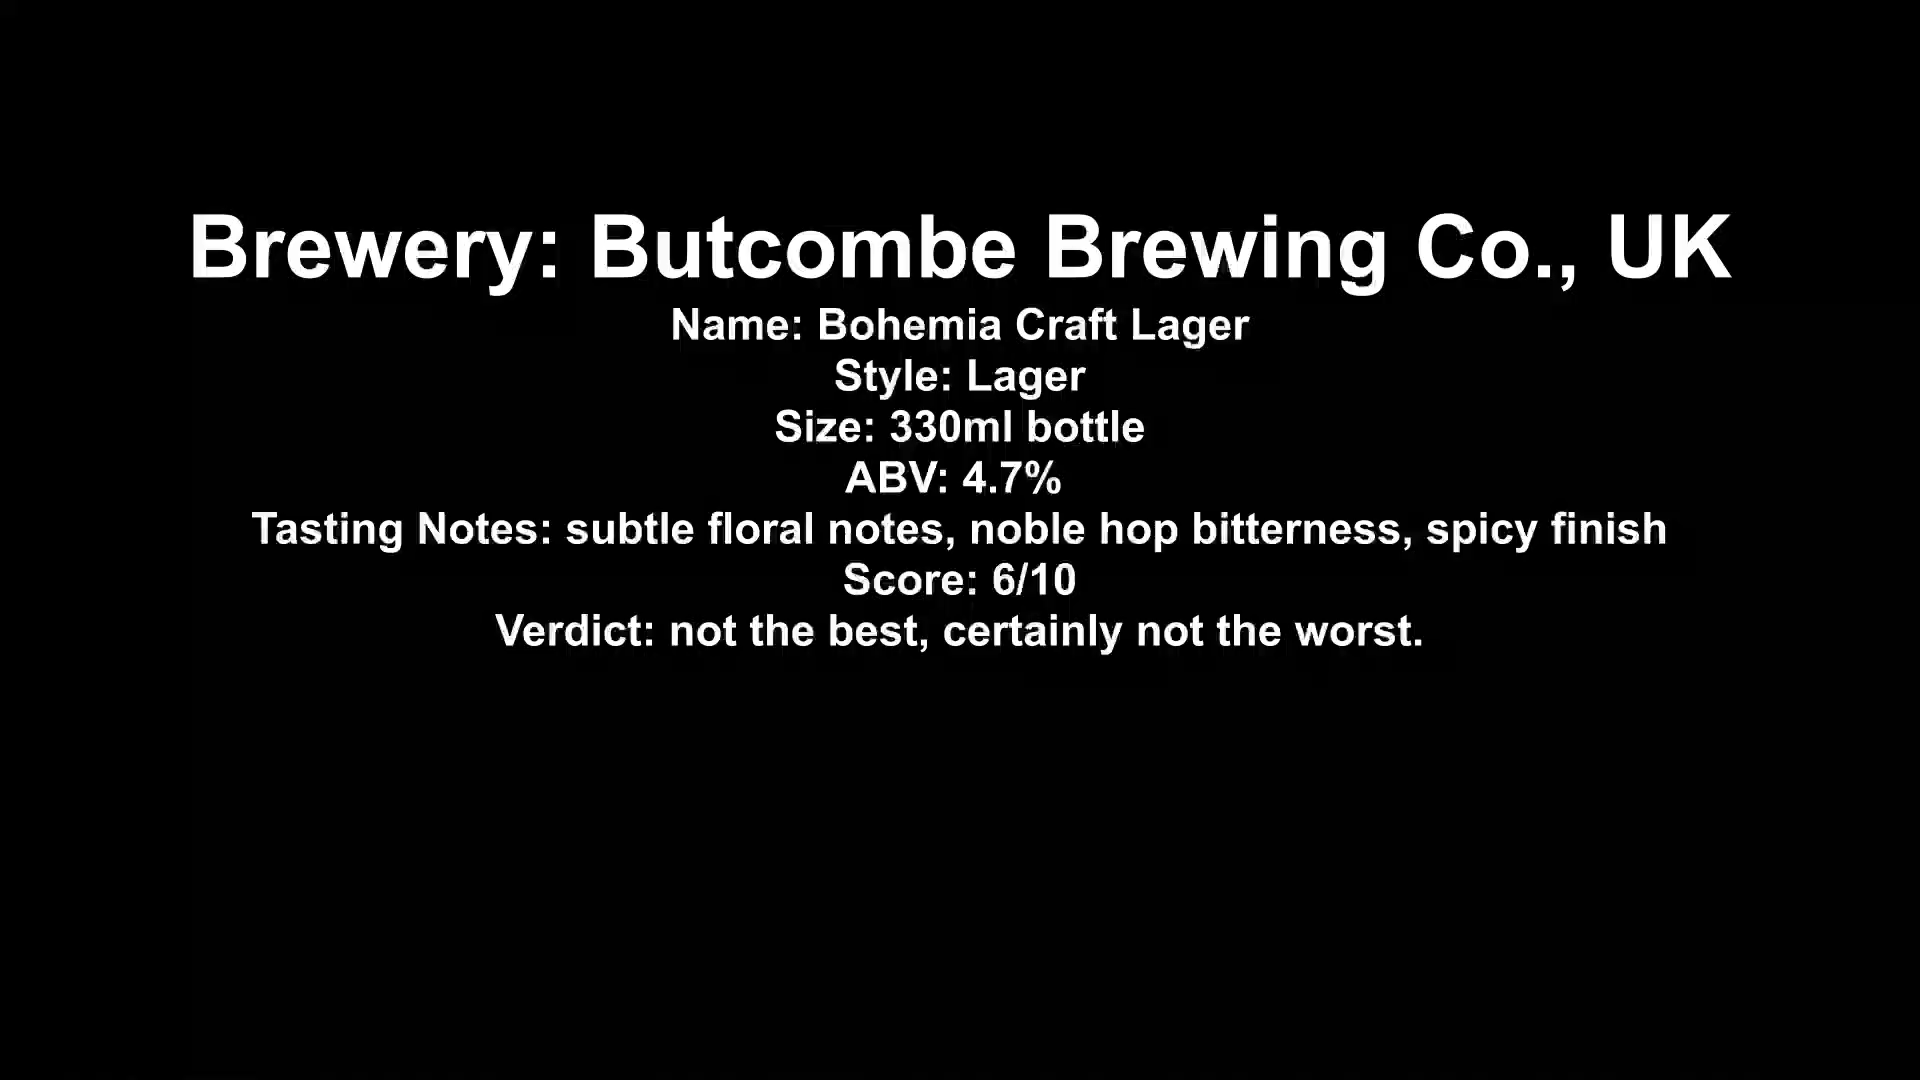 Brewery: Butcombe Brewing Co., UK
Name: Bohemia Craft Lager
Style: Lager
Size: 330ml bottle
ABV: 4.7%
Tasting Notes: subtle floral notes, noble hop bitterness, spicy finish
Score: 6/10
Verdict: not the best, certainly not the worst.